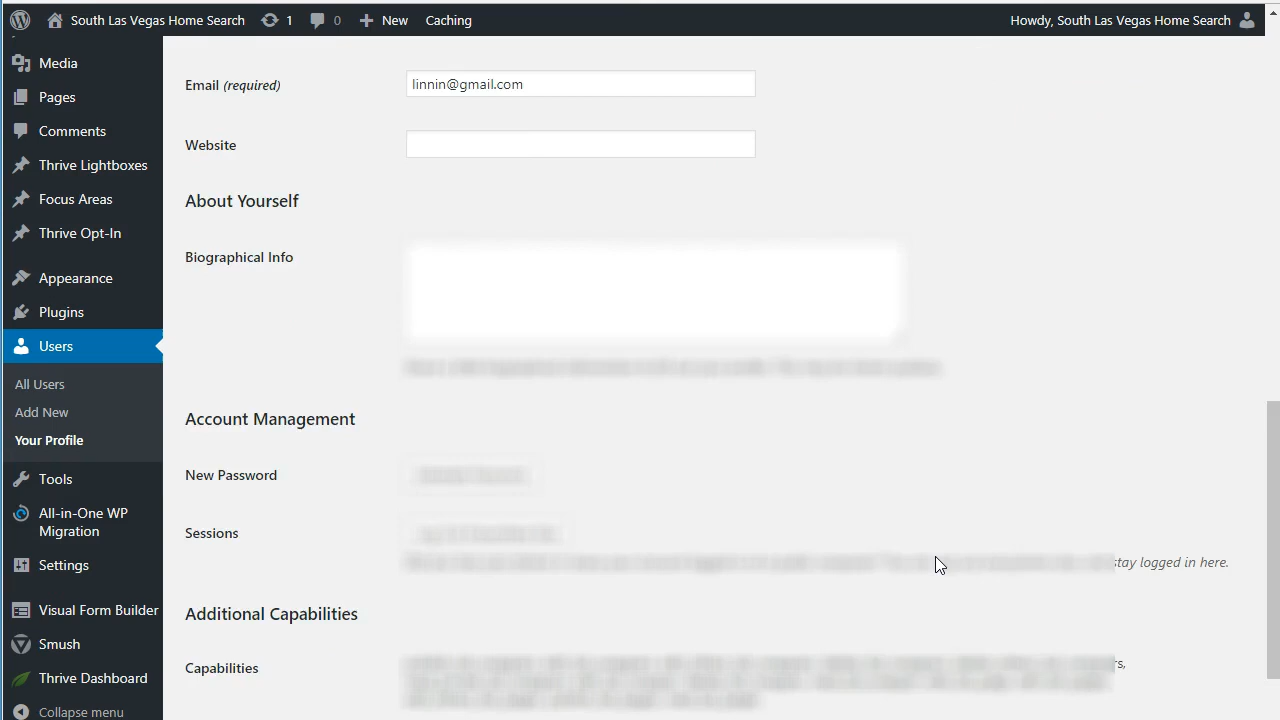 South Las Vegas Home Search 1 0 New Caching Howdy, South Las Vegas Home Search
Media
Pages
Comments
Thrive Lightboxes
Focus Areas
Thrive Opt-In
Appearance
Plugins
Users
All Users
Add New
Your Profile
Tools
All-in-One WP
Migration
Settings
Visual Form Builder
Smush
Thrive Dashboard
Collapse menu
Email (required) linnin@gmail.com
Website
About Yourself
Biographical Info
Account Management
New Password
Sessions
stay logged in here.
Additional Capabilities
Capabilities